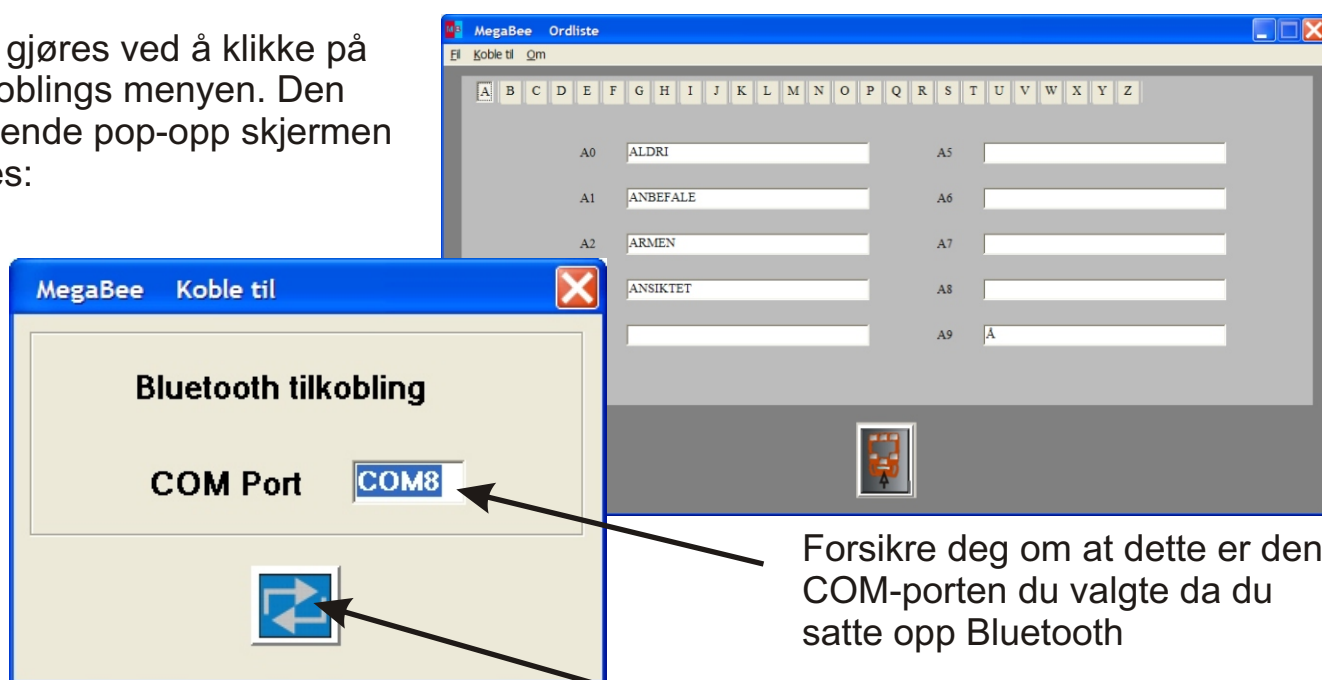 gjøres ved å klikke på
oblings menyen. Den
ende pop-opp skjermen
es:
MegaBee Ordliste
Fil Koble til Om
A B C D E F G H I J K L M N O P Q R S T U V W X Y Z
A0 ALDRI A5
A1 ANBEFALE A6
A2 ARMEN A7
ANSIKTET A8
A9 Å
MegaBee Koble til
Bluetooth tilkobling
COM Port COM8
Forsikre deg om at dette er den
COM-porten du valgte da du
satte opp Bluetooth